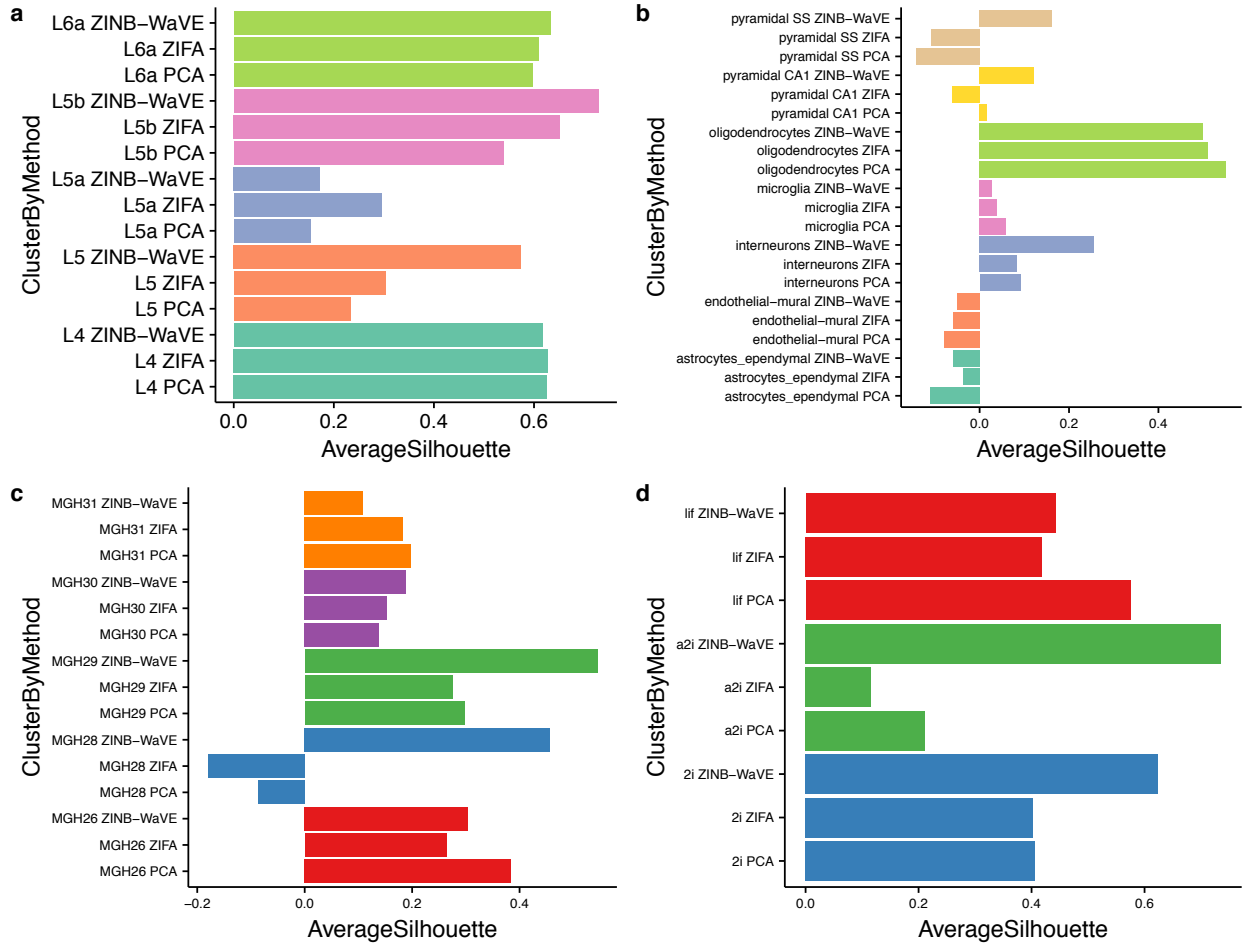 a
ClusterByMethod
L6a ZINB−WaVE
L6a ZIFA
L6a PCA
L5b ZINB−WaVE
L5b ZIFA
L5b PCA
L5a ZINB−WaVE
L5a ZIFA
L5a PCA
L5 ZINB−WaVE
L5 ZIFA
L5 PCA
L4 ZINB−WaVE
L4 ZIFA
L4 PCA
0.0 0.2 0.4 0.6
AverageSilhouette
b
ClusterByMethod
pyramidal SS ZINB−WaVE
pyramidal SS ZIFA
pyramidal SS PCA
pyramidal CA1 ZINB−WaVE
pyramidal CA1 ZIFA
pyramidal CA1 PCA
oligodendrocytes ZINB−WaVE
oligodendrocytes ZIFA
oligodendrocytes PCA
microglia ZINB−WaVE
microglia ZIFA
microglia PCA
interneurons ZINB−WaVE
interneurons ZIFA
interneurons PCA
endothelial−mural ZINB−WaVE
endothelial−mural ZIFA
endothelial−mural PCA
astrocytes_ependymal ZINB−WaVE
astrocytes_ependymal ZIFA
astrocytes_ependymal PCA
0.0 0.2 0.4
AverageSilhouette
c
ClusterByMethod
MGH31 ZINB−WaVE
MGH31 ZIFA
MGH31 PCA
MGH30 ZINB−WaVE
MGH30 ZIFA
MGH30 PCA
MGH29 ZINB−WaVE
MGH29 ZIFA
MGH29 PCA
MGH28 ZINB−WaVE
MGH28 ZIFA
MGH28 PCA
MGH26 ZINB−WaVE
MGH26 ZIFA
MGH26 PCA
−0.2 0.0 0.2 0.4
AverageSilhouette
d
ClusterByMethod
lif ZINB−WaVE
lif ZIFA
lif PCA
a2i ZINB−WaVE
a2i ZIFA
a2i PCA
2i ZINB−WaVE
2i ZIFA
2i PCA
0.0 0.2 0.4 0.6
AverageSilhouette